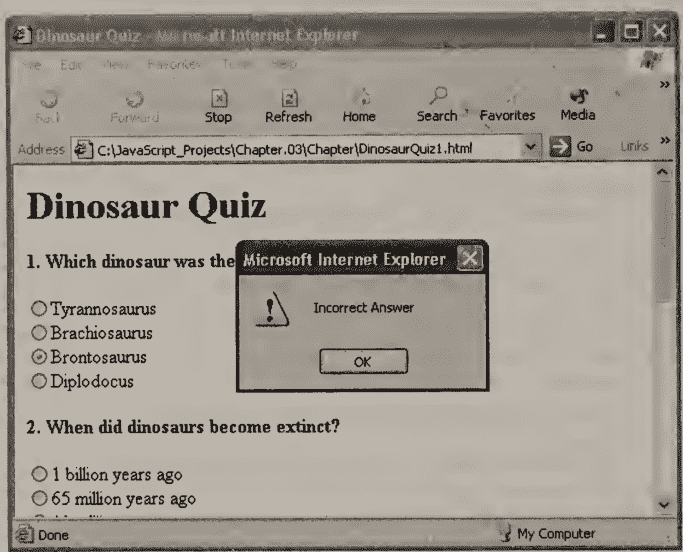 Dinosaur Quiz - Microsoft Internet Explorer
Edit View Favorites Tools Help
Back Forward Stop Refresh Home Search Favorites Media
Address C:\JavaScript_Projects\Chapter.03\Chapter\DinosaurQuiz1.html Go Links
Dinosaur Quiz
1. Which dinosaur was the
Microsoft Internet Explorer
Incorrect Answer
OK
Tyrannosaurus
Brachiosaurus
Brontosaurus
Diplodocus
2. When did dinosaurs become extinct?
1 billion years ago
65 million years ago
Done My Computer